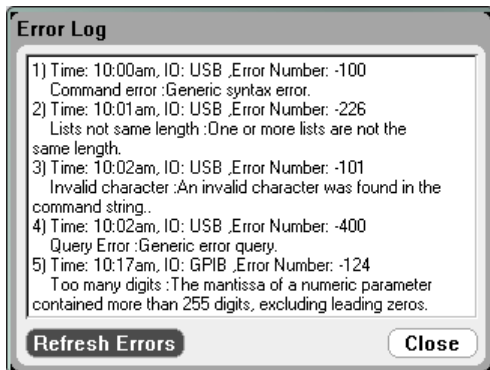 Error Log
1) Time: 10:00am, IO: USB ,Error Number: -100
Command error :Generic syntax error.
2) Time: 10:01am, IO: USB ,Error Number: -226
Lists not same length :One or more lists are not the
same length.
3) Time: 10:02am, IO: USB ,Error Number: -101
Invalid character :An invalid character was found in the
command string..
4) Time: 10:02am, IO: USB ,Error Number: -400
Query Error :Generic error query.
5) Time: 10:17am, IO: GPIB ,Error Number: -124
Too many digits :The mantissa of a numeric parameter
contained more than 255 digits, excluding leading zeros.
Refresh Errors
Close